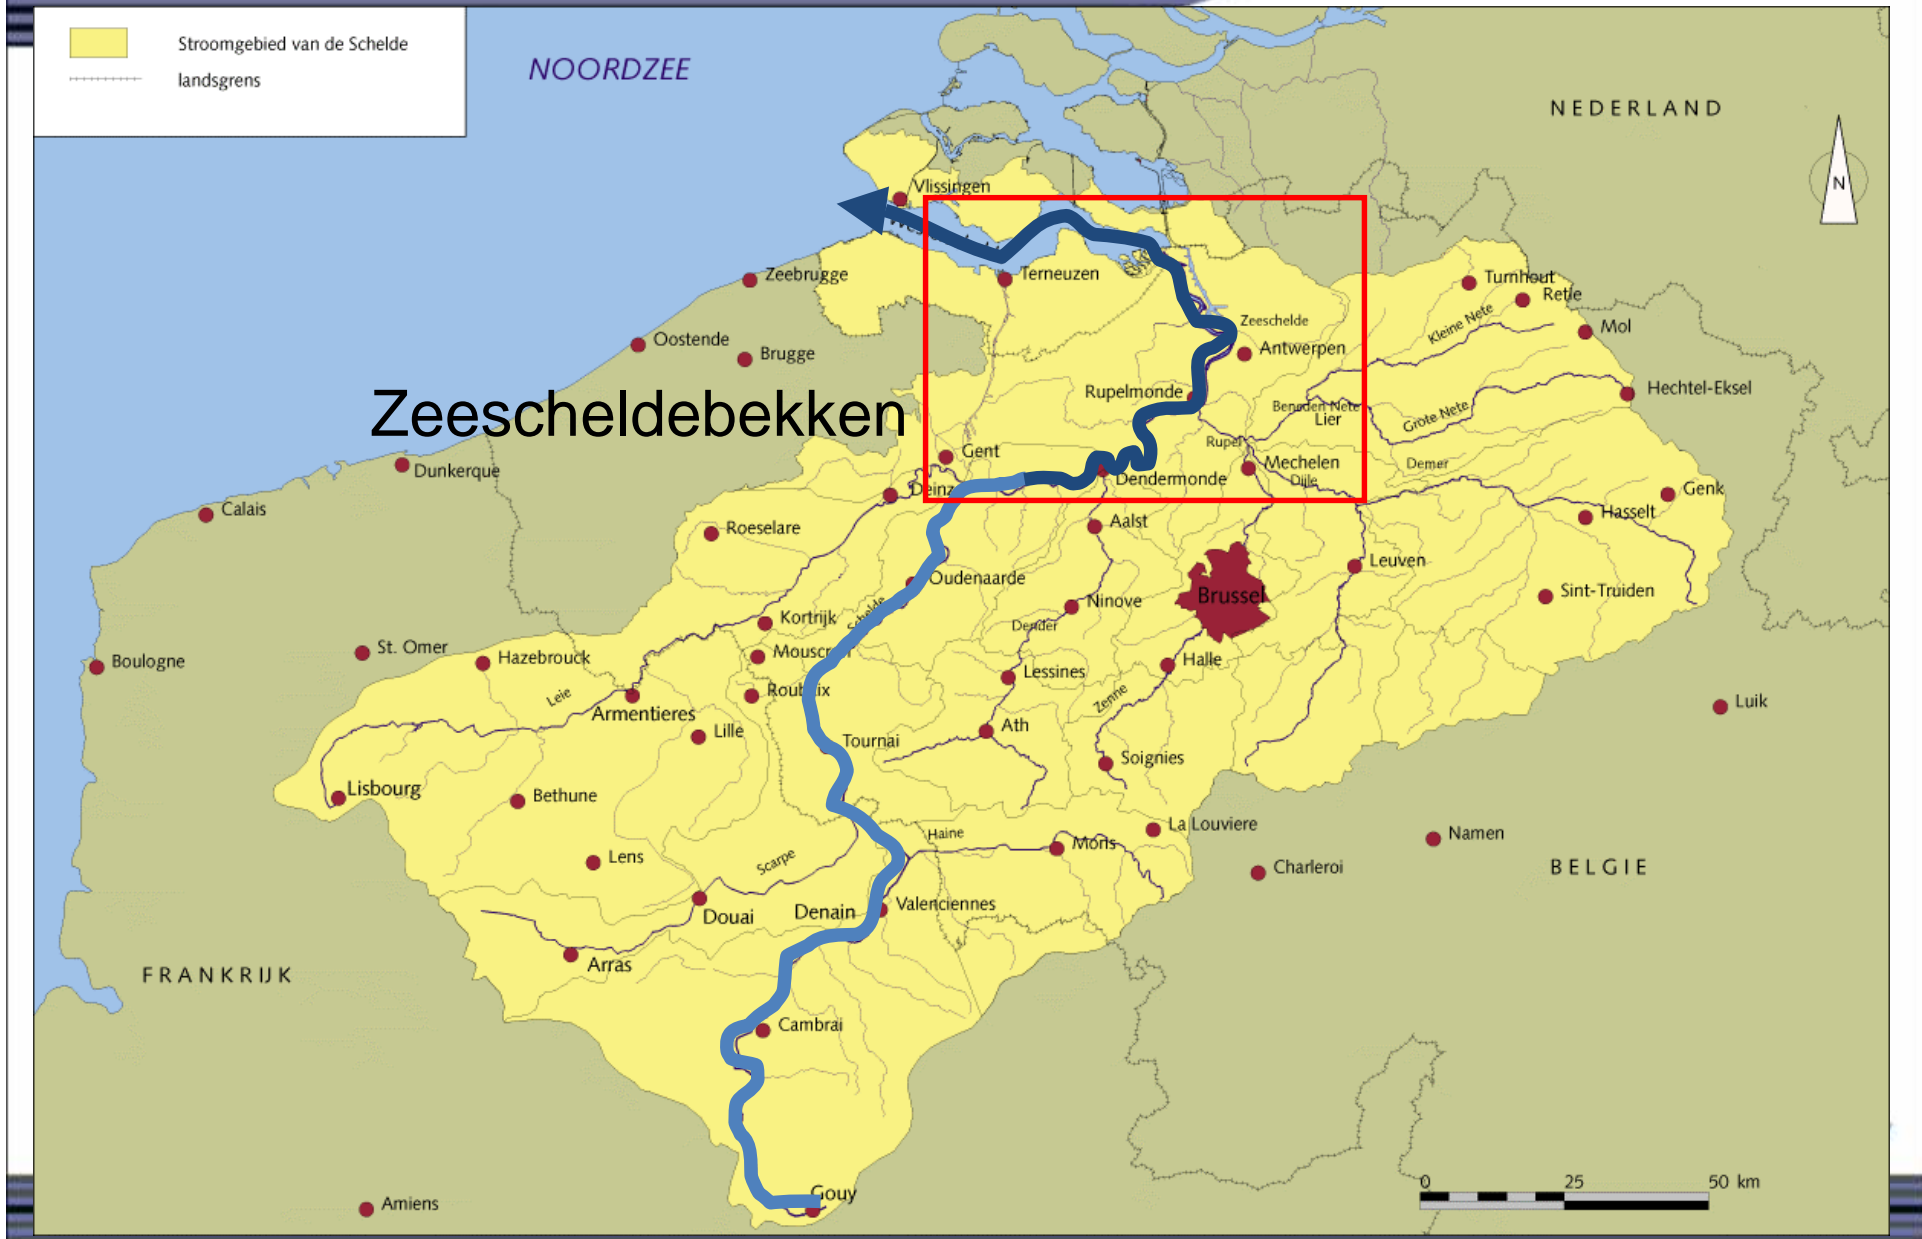 Stroomgebied van de Schelde
landsgrens
NOORDZEE
NEDERLAND
N
Vlissingen
Zeebrugge
Terneuzen
Turnhout
Retie
Oostende
Zeeschelde
Kleine Nete
Mol
Brugge
Antwerpen
Zeescheldebekken
Rupelmonde
Beneden Nete
Lier
Grote Nete
Hechtel-Eksel
Rupel
Gent
Mechelen
Demer
Dunkerque
Dendermonde
Dijle
Genk
Calais
Roeselare
Aalst
Hasselt
Leuven
Oudenaarde
Brussel
Sint-Truiden
Ninove
Schelde
Kortrijk
Dender
St. Omer
Hazebrouck
Mouscron
Halle
Boulogne
Lessines
Leie
Roubaix
Zenne
Luik
Armentieres
Lille
Tournai
Ath
Soignies
Lisbourg
Bethune
La Louviere
Haine
Mons
Namen
Lens
Scarpe
Charleroi
BELGIE
Douai
Denain
Valenciennes
Arras
FRANKRIJK
Cambrai
Gouy
Amiens
0 25 50 km